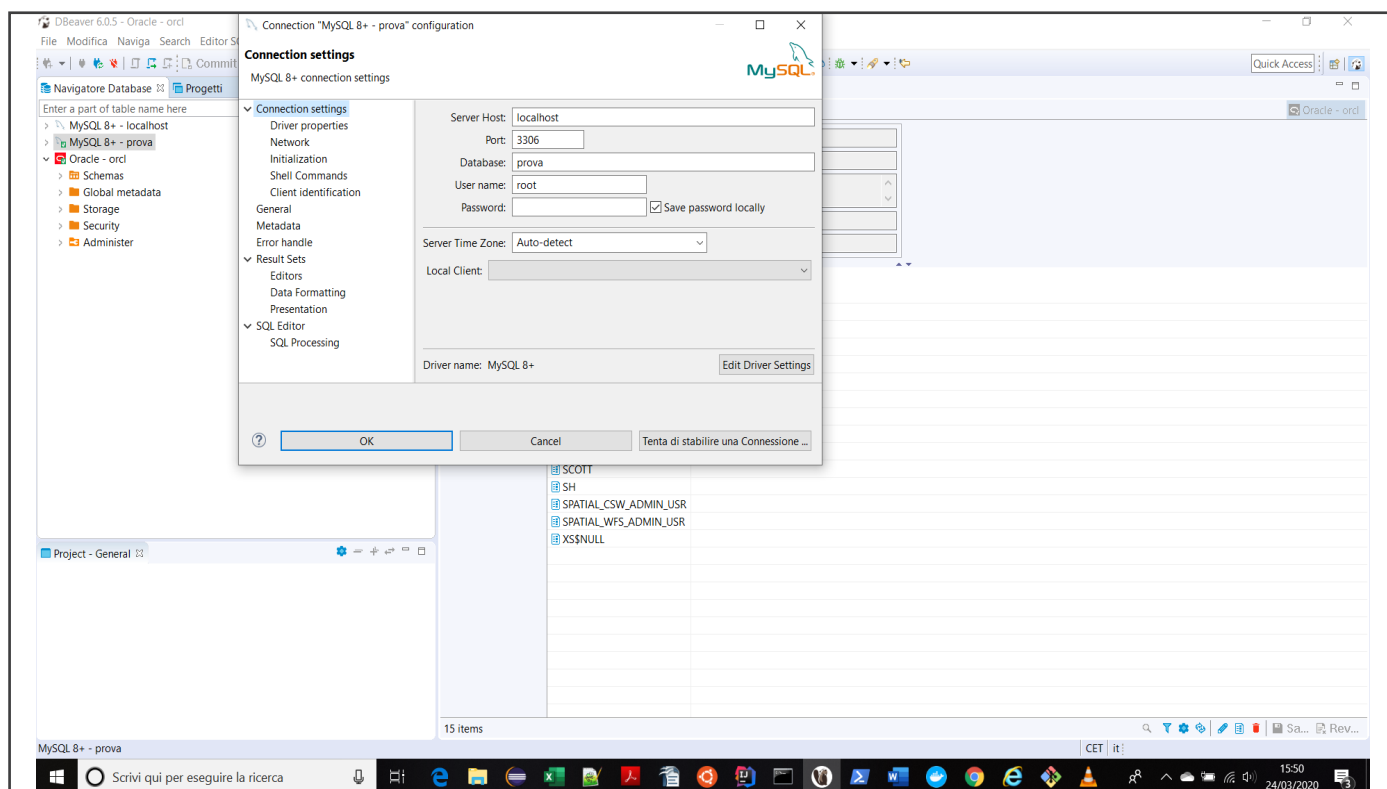 DBeaver 6.0.5 - Oracle - orcl
File Modifica Naviga Search Editor
Commit
Quick Access
Navigatore Database
Progetti
Enter a part of table name here
MySQL 8+ - localhost
MySQL 8+ - prova
Oracle - orcl
Schemas
Global metadata
Storage
Security
Administer
Oracle - orcl
Connection "MySQL 8+ - prova" configuration
Connection settings
MySQL 8+ connection settings
MySQL
Connection settings
Driver properties
Network
Initialization
Shell Commands
Client identification
General
Metadata
Error handle
Result Sets
Editors
Data Formatting
Presentation
SQL Editor
SQL Processing
Server Host: localhost
Port: 3306
Database: prova
User name: root
Password: Save password locally
Server Time Zone: Auto-detect
Local Client:
Driver name: MySQL 8+
Edit Driver Settings
OK
Cancel
Tenta di stabilire una Connessione ...
SCOTT
SH
SPATIAL_CSW_ADMIN_USR
SPATIAL_WFS_ADMIN_USR
XS$NULL
Project - General
15 items
Sa... Rev...
MySQL 8+ - prova
CET it
Scrivi qui per eseguire la ricerca
15:50
24/03/2020
3